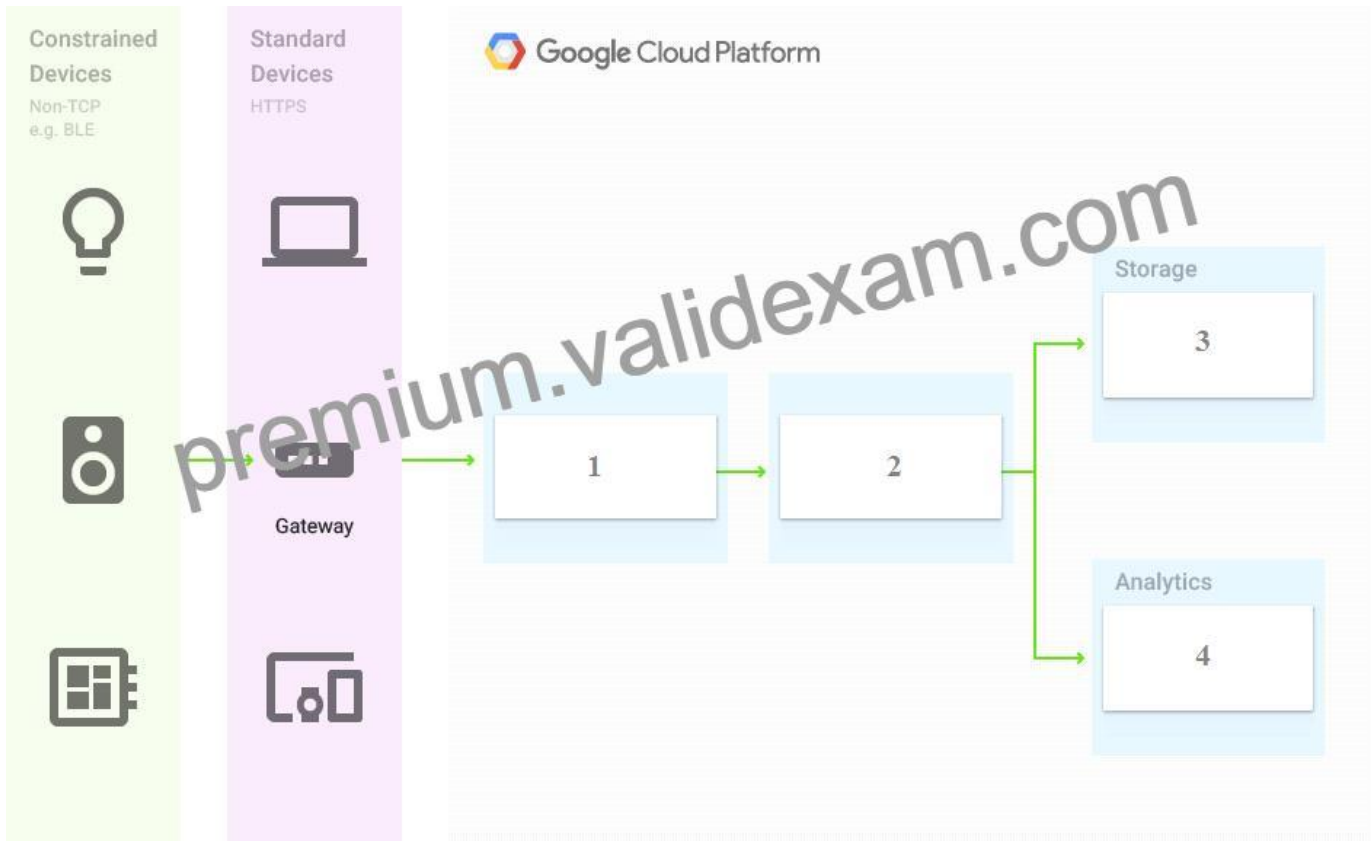 Constrained
Devices
Non-TCP
e.g. BLE
Standard
Devices
HTTPS
Google Cloud Platform
premium.validexam.com
Gateway
1
2
Storage
3
Analytics
4